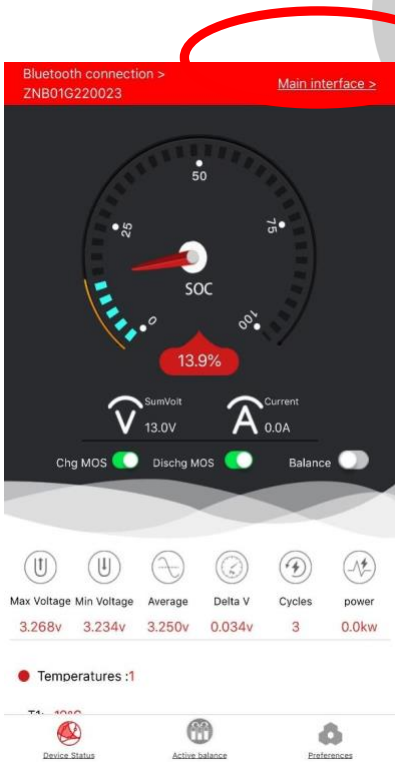 Bluetooth connection >
ZNB01G220023
Main interface >
50
25
75
0
100
SOC
13.9%
SumVolt
V 13.0V
Current
A 0.0A
Chg MOS Dischg MOS Balance
Max Voltage Min Voltage Average Delta V Cycles power
3.268v 3.234v 3.250v 0.034v 3 0.0kw
Temperatures :1
Device Status Active balance Preferences